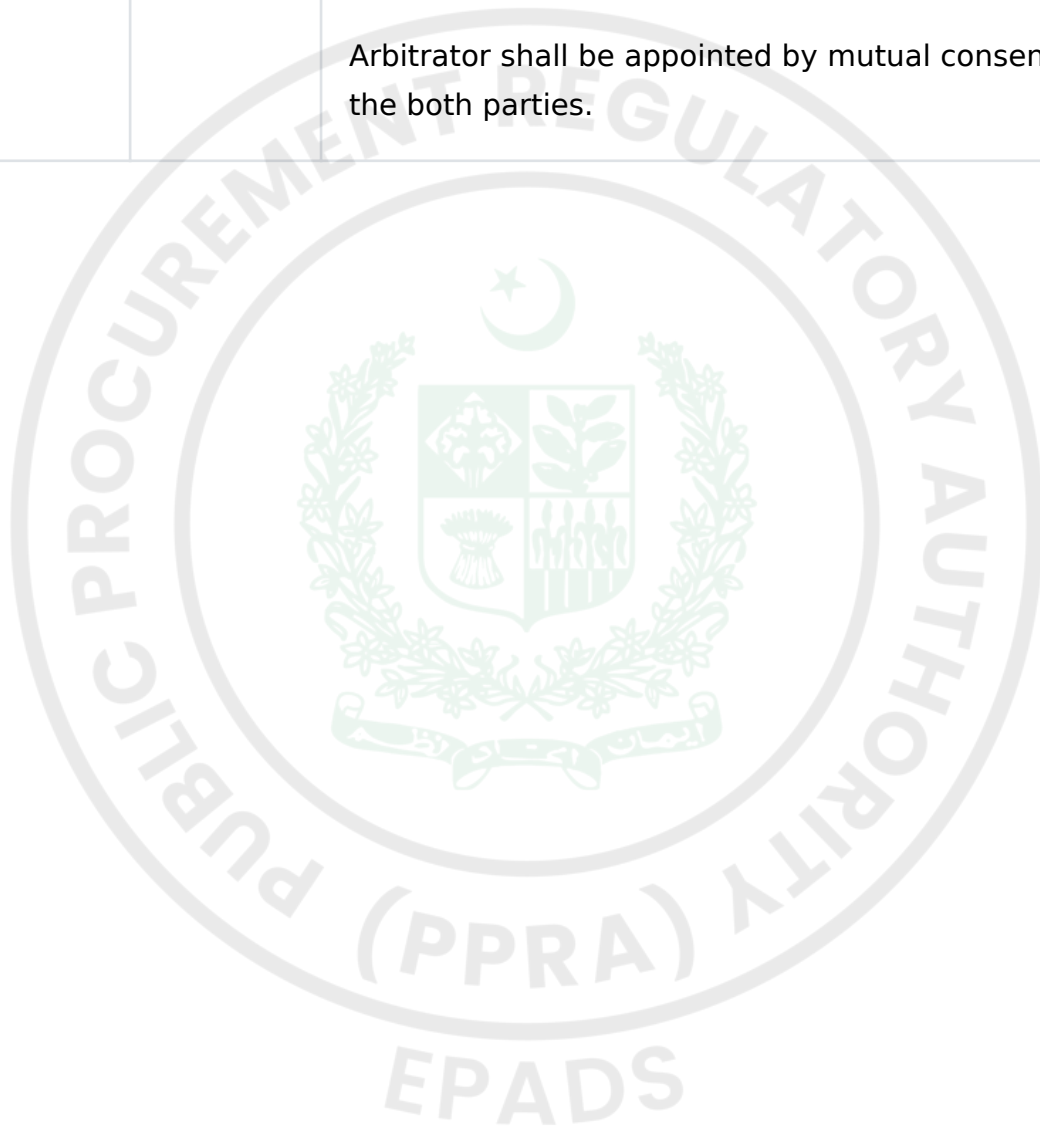 Arbitrator shall be appointed by mutual consen
the both parties.
PUBLIC PROCUREMENT REGULATORY AUTHORITY
(PPRA)
EPADS